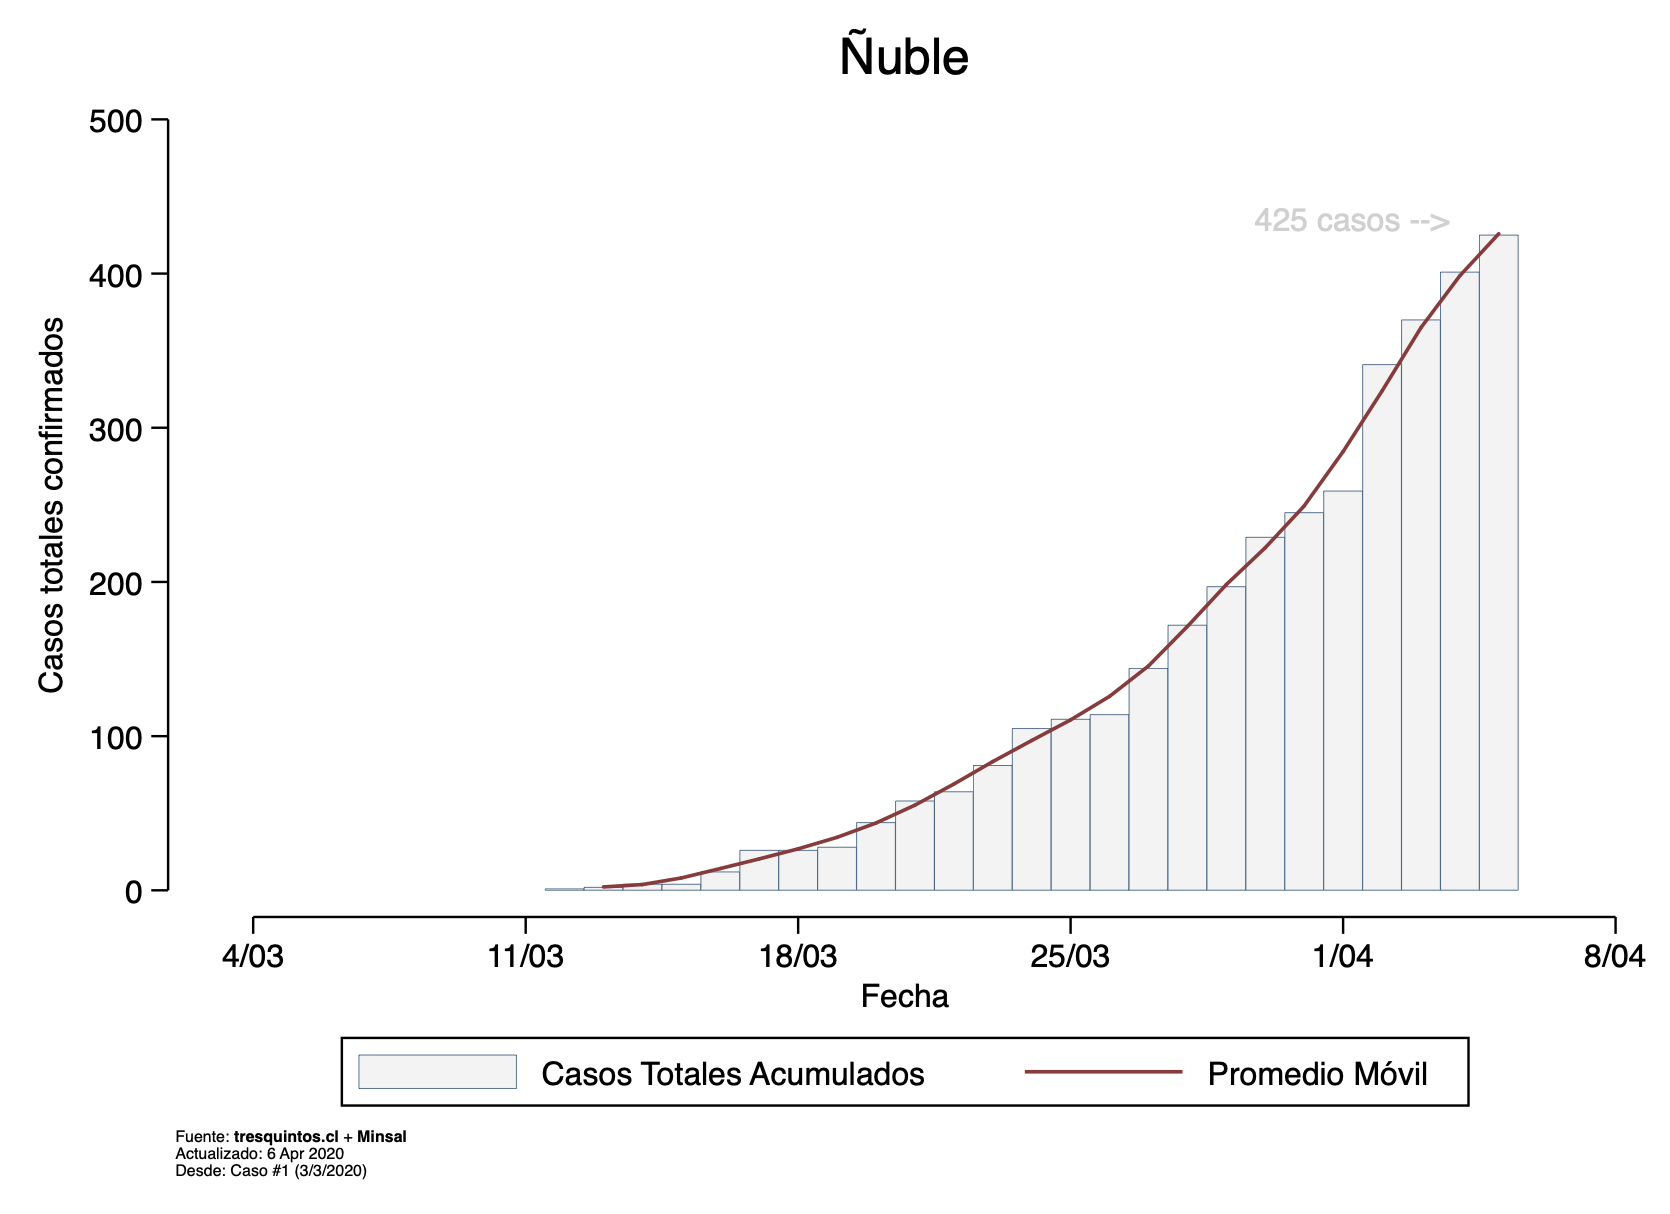 Ñuble
500
400
300
200
100
0
Casos totales confirmados
425 casos -->
4/03 11/03 18/03 25/03 1/04 8/04
Fecha
Casos Totales Acumulados Promedio Móvil
Fuente: tresquintos.cl + Minsal
Actualizado: 6 Apr 2020
Desde: Caso #1 (3/3/2020)